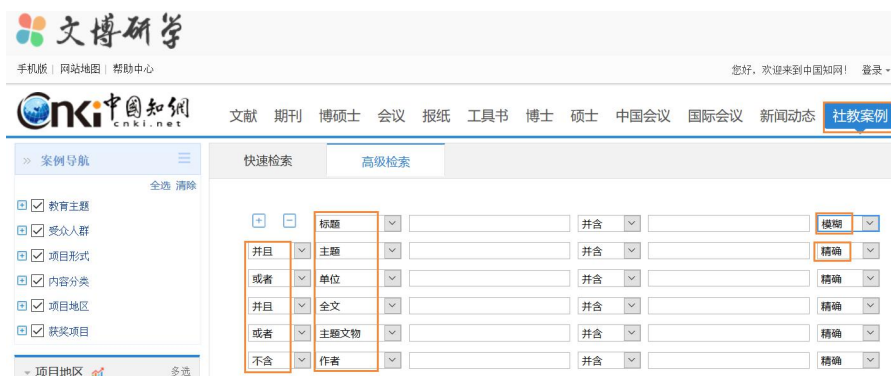 文博研学
手机版 | 网站地图 | 帮助中心
您好，欢迎来到中国知网! 登录
cnki 中國知網
cnki.net
文献 期刊 博硕士 会议 报纸 工具书 博士 硕士 中国会议 国际会议 新闻动态 社教案例
» 案例导航
快速检索 高级检索
全选 清除
教育主题
受众人群
项目形式
内容分类
项目地区
获奖项目
项目地区 多选
标题 并含 模糊
并且 主题 并含 精确
或者 单位 并含 精确
并且 全文 并含 精确
或者 主题文物 并含 精确
不含 作者 并含 精确